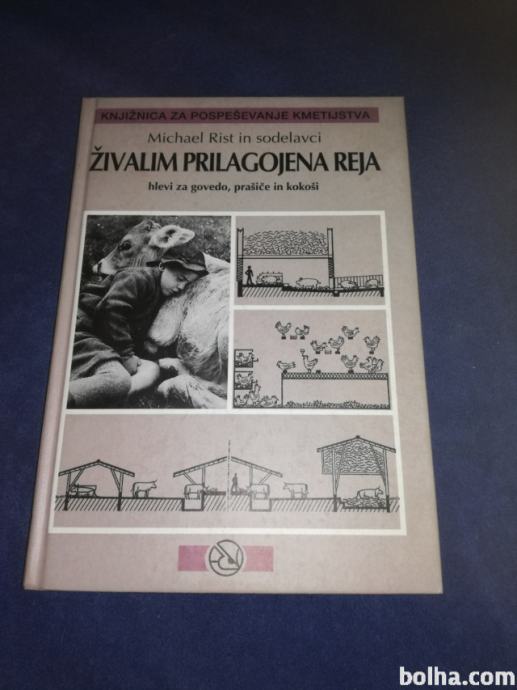 KNJIŽNICA ZA POSPEŠEVANJE KMETIJSTVA
Michael Rist in sodelavci
ŽIVALIM PRILAGOJENA REJA
hlevi za govedo, prašiče in kokoši
bolha.com